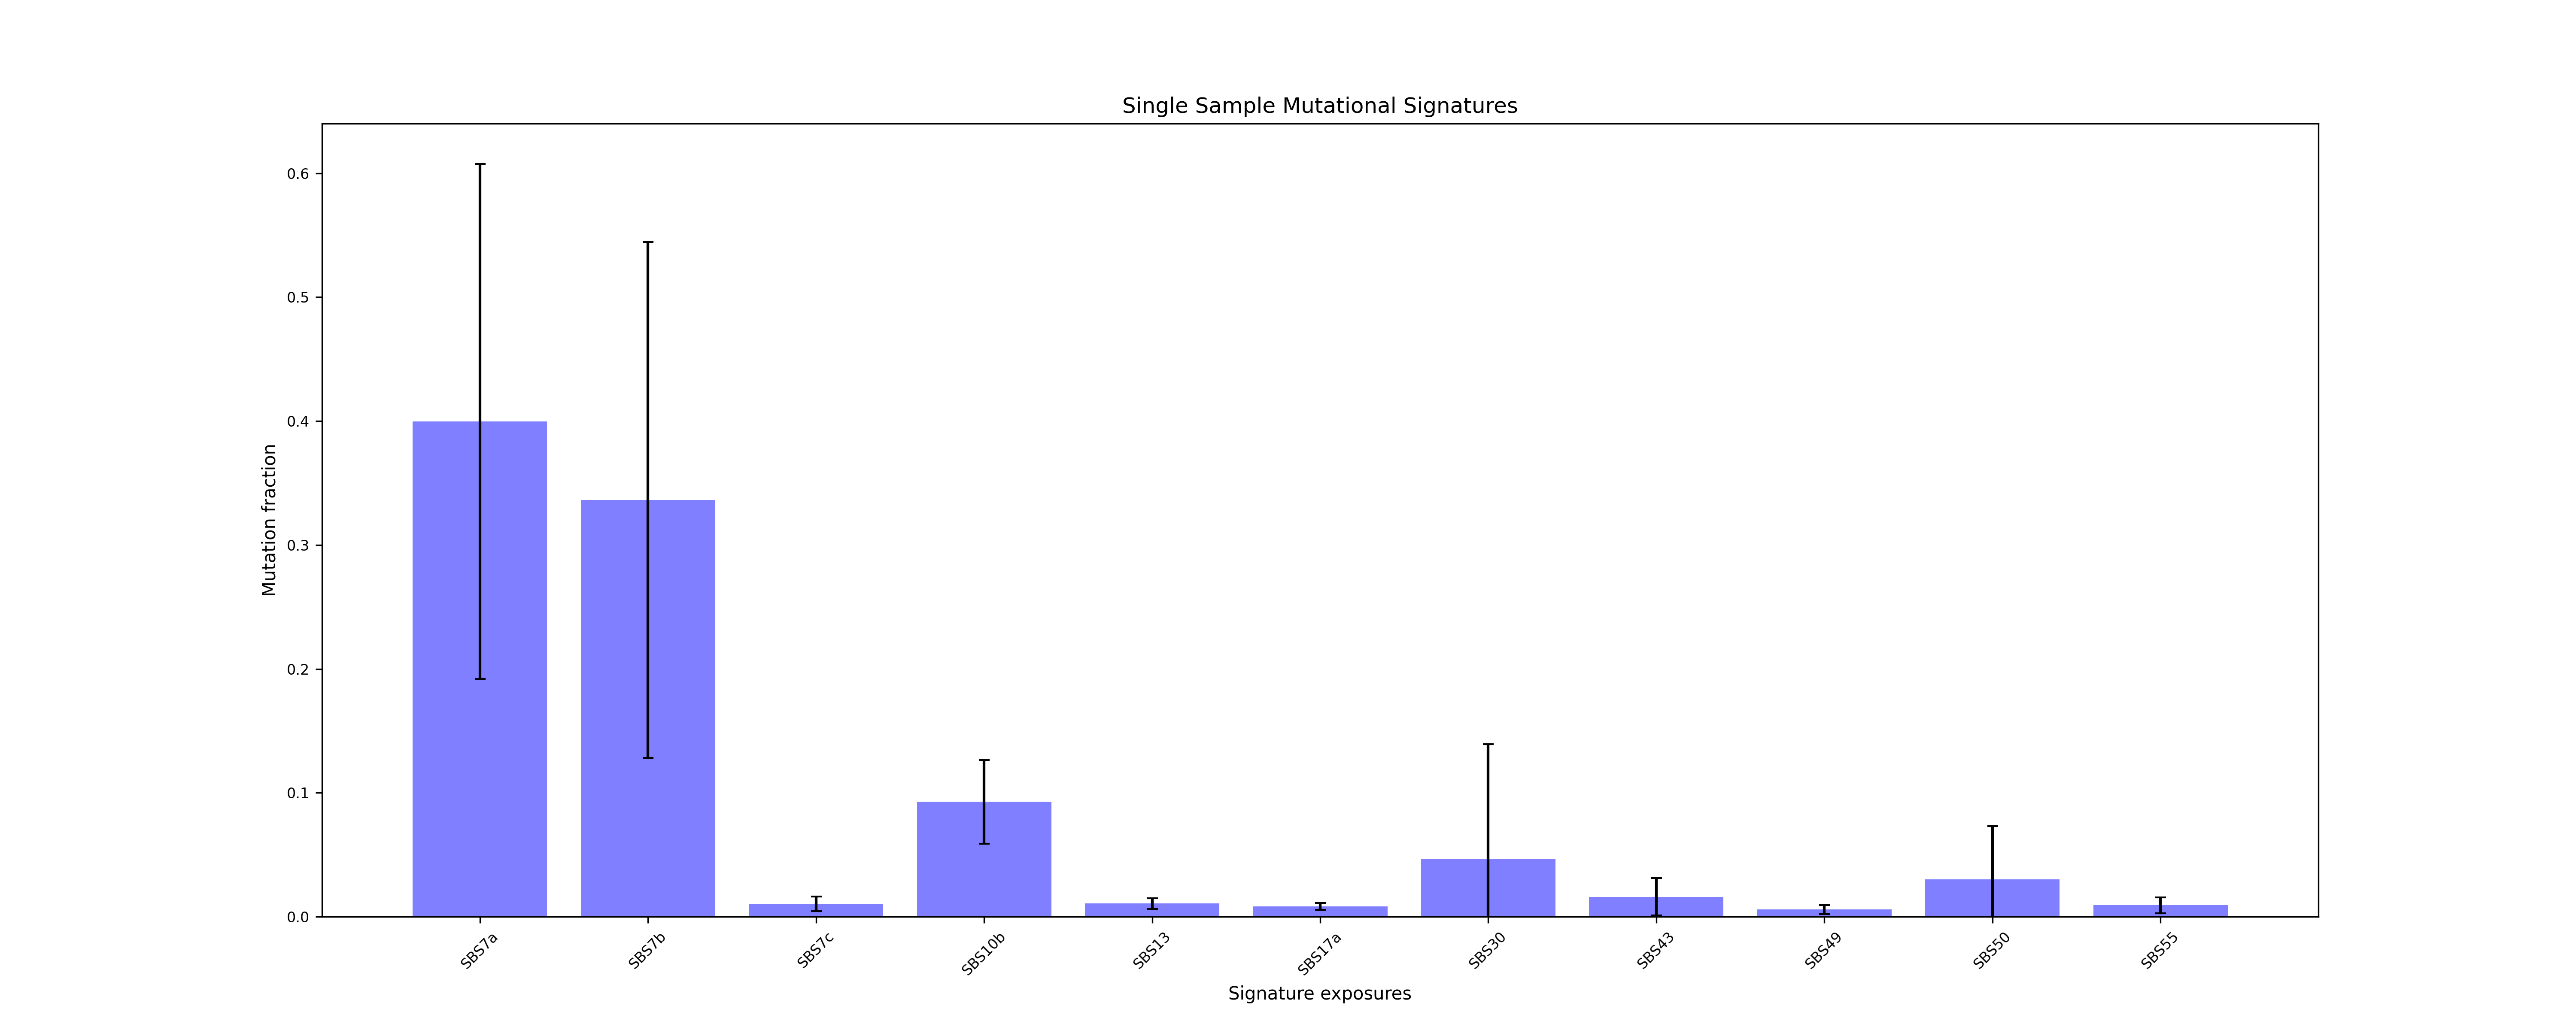 Single Sample Mutational Signatures
Mutation fraction
0.6
0.5
0.4
0.3
0.2
0.1
0.0
SBS7a SBS7b SBS7c SBS10b SBS13 SBS17a SBS30 SBS43 SBS49 SBS50 SBS55
Signature exposures